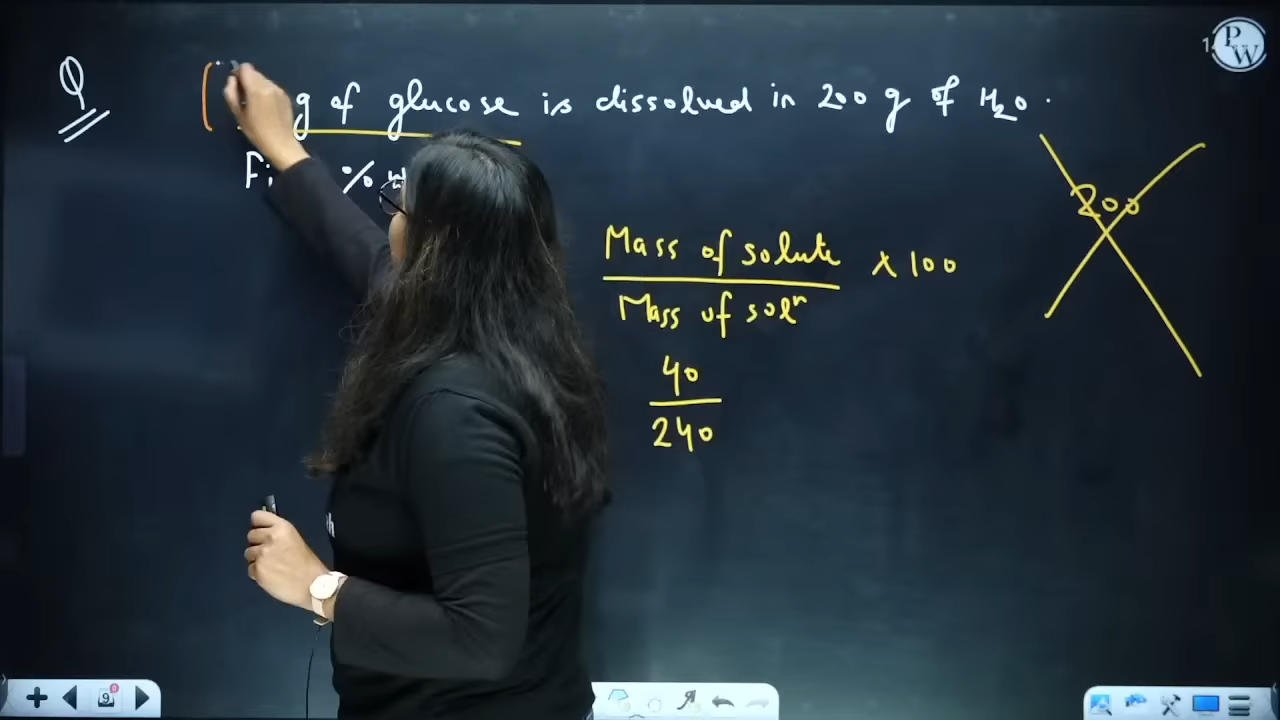 Q
g of glucose is dissolved in 200 g of H₂O.
% w
200
Mass of solute × 100
Mass of solⁿ
40
240
PW
9